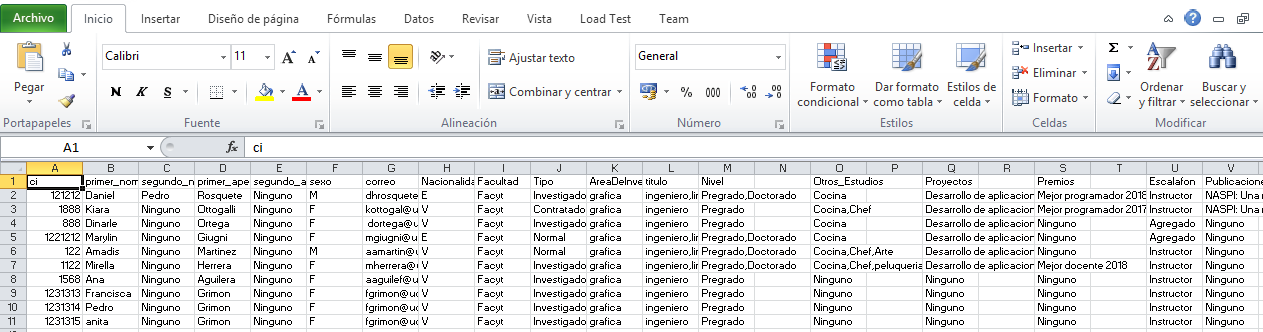 Archivo Inicio Insertar Diseño de página Fórmulas Datos Revisar Vista Load Test Team
Pegar
Calibri 11
N K S
Ajustar texto
Combinar y centrar
General
% 000
Formato condicional
Dar formato como tabla
Estilos de celda
Insertar
Eliminar
Formato
Ordenar y filtrar
Buscar y seleccionar
Portapapeles Fuente Alineación Número Estilos Celdas Modificar
A1 fx ci
A B C D E F G H I J K L M N O P Q R S T U V
1 ci primer_nom segundo_n primer_ape segundo_a sexo correo Nacionalida Facultad Tipo AreaDeInve titulo Nivel Otros_Estudios Proyectos Premios Escalafon Publicacione
2 121212 Daniel Pedro Rosquete Ninguno M dhrosquete E Facyt Investigado grafica ingeniero,lir Pregrado,Doctorado Cocina Desarrollo de aplicacion Mejor programador 2018 Instructor NASPI: Una r
3 1888 Kiara Ninguno Ottogalli Ninguno F kottogal@u V Facyt Contratado grafica ingeniero Pregrado Cocina,Chef Desarrollo de aplicacion Mejor programador 2017 Instructor NASPI: Una r
4 888 Dinarle Ninguno Ortega Ninguno F dortega@u V Facyt Investigado grafica ingeniero Pregrado Cocina Desarrollo de aplicacion Ninguno Agregado Ninguno
5 1221212 Marylin Ninguno Giugni Ninguno F mgiugni@u E Facyt Normal grafica ingeniero,lir Pregrado,Doctorado Cocina Desarrollo de aplicacion Ninguno Agregado Ninguno
6 122 Amadis Ninguno Martinez Ninguno M aamartin@u V Facyt Normal grafica ingeniero,lir Pregrado,Doctorado Cocina,Chef,Arte Desarrollo de aplicacion Ninguno Instructor Ninguno
7 1122 Mirella Ninguno Herrera Ninguno F mherrera@u V Facyt Investigado grafica ingeniero,lir Pregrado,Doctorado Cocina,Chef,peluqueria Desarrollo de aplicacion Mejor docente 2018 Instructor Ninguno
8 1568 Ana Ninguno Aguilera Ninguno F aaguilef@u V Facyt Investigado grafica ingeniero Pregrado Ninguno Ninguno Ninguno Instructor Ninguno
9 1231313 Francisca Ninguno Grimon Ninguno F fgrimon@uc V Facyt Investigado grafica ingeniero Pregrado Ninguno Ninguno Ninguno Instructor Ninguno
10 1231314 Pedro Ninguno Grimon Ninguno F fgrimon@uc V Facyt Investigado grafica ingeniero Pregrado Ninguno Ninguno Ninguno Instructor Ninguno
11 1231315 anita Ninguno Grimon Ninguno F fgrimon@uc V Facyt Investigado grafica ingeniero Pregrado Ninguno Ninguno Ninguno Instructor Ninguno